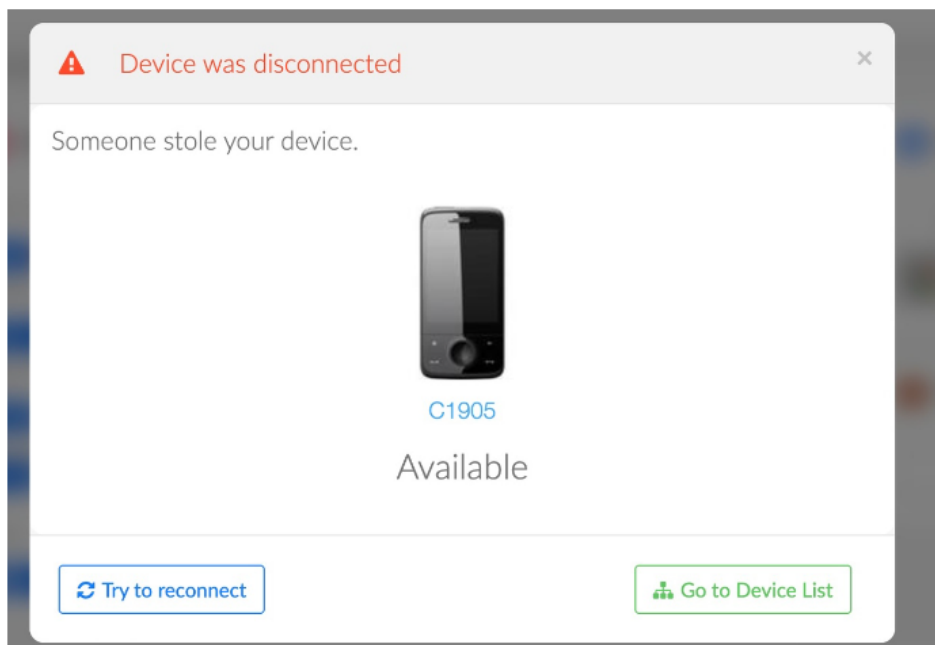 Device was disconnected
×
Someone stole your device.
C1905
Available
Try to reconnect
Go to Device List